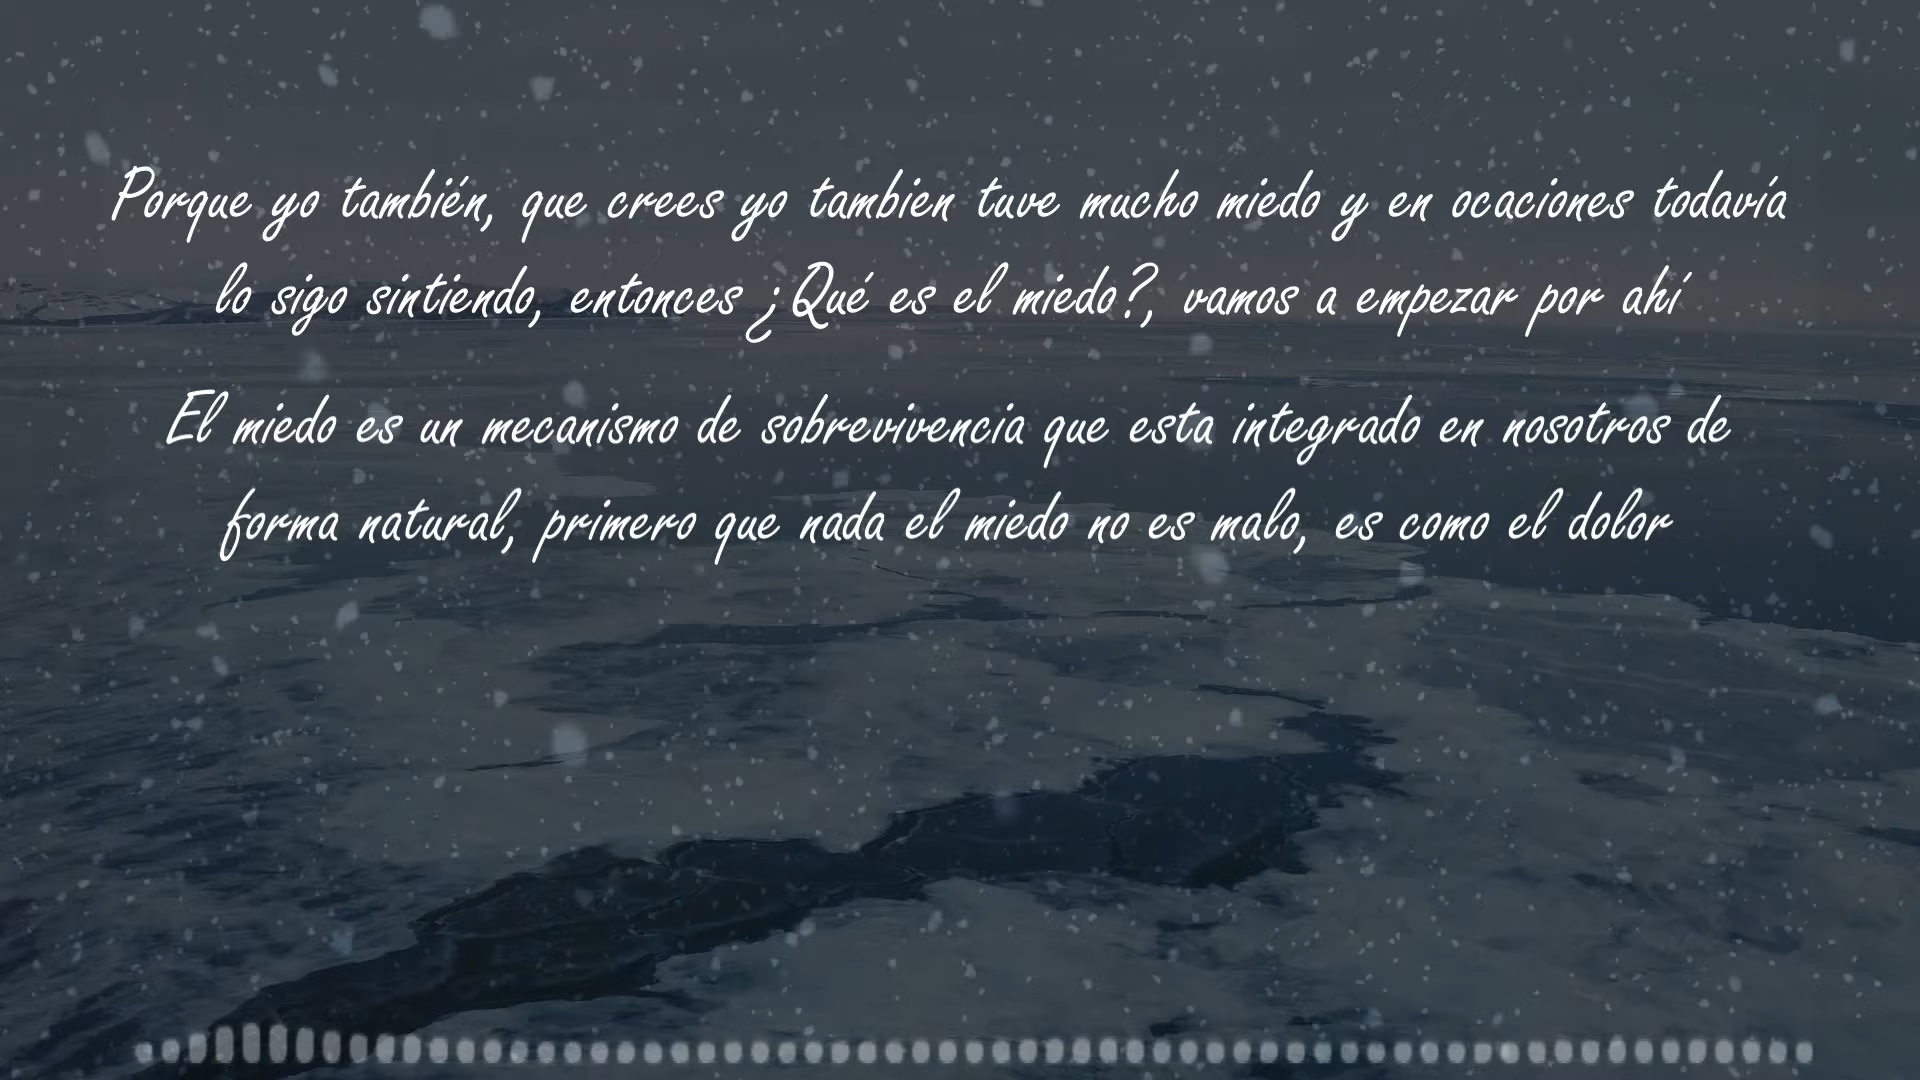 Porque yo también, que crees yo tambien tuve mucho miedo y en ocaciones todavía
lo sigo sintiendo, entonces ¿Qué es el miedo?, vamos a empezar por ahí
El miedo es un mecanismo de sobrevivencia que esta integrado en nosotros de
forma natural, primero que nada el miedo no es malo, es como el dolor